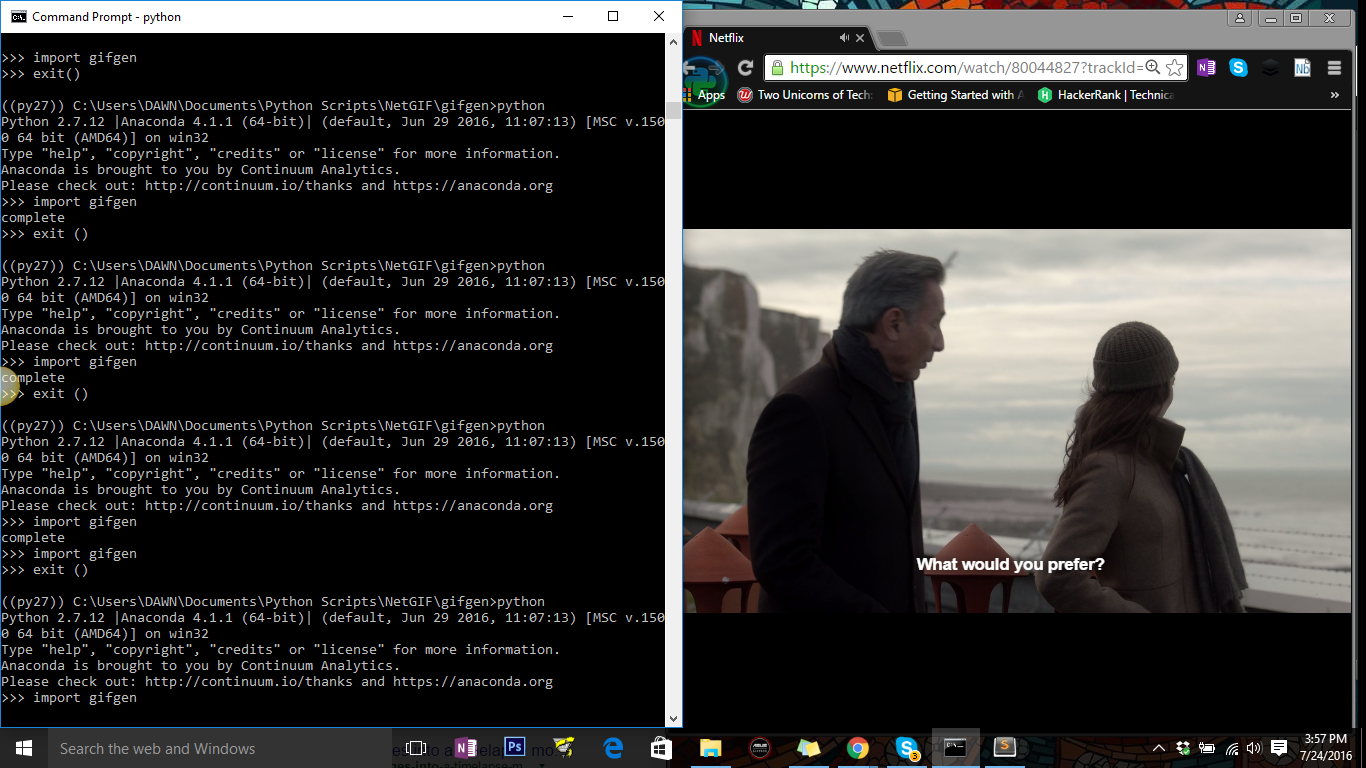 Command Prompt - python
>>> import gifgen
>>> exit()
((py27)) C:\Users\DAWN\Documents\Python Scripts\NetGIF\gifgen>python
Python 2.7.12 |Anaconda 4.1.1 (64-bit)| (default, Jun 29 2016, 11:07:13) [MSC v.150
0 64 bit (AMD64)] on win32
Type "help", "copyright", "credits" or "license" for more information.
Anaconda is brought to you by Continuum Analytics.
Please check out: http://continuum.io/thanks and https://anaconda.org
>>> import gifgen
complete
>>> exit ()
((py27)) C:\Users\DAWN\Documents\Python Scripts\NetGIF\gifgen>python
Python 2.7.12 |Anaconda 4.1.1 (64-bit)| (default, Jun 29 2016, 11:07:13) [MSC v.150
0 64 bit (AMD64)] on win32
Type "help", "copyright", "credits" or "license" for more information.
Anaconda is brought to you by Continuum Analytics.
Please check out: http://continuum.io/thanks and https://anaconda.org
>>> import gifgen
complete
>>> exit ()
((py27)) C:\Users\DAWN\Documents\Python Scripts\NetGIF\gifgen>python
Python 2.7.12 |Anaconda 4.1.1 (64-bit)| (default, Jun 29 2016, 11:07:13) [MSC v.150
0 64 bit (AMD64)] on win32
Type "help", "copyright", "credits" or "license" for more information.
Anaconda is brought to you by Continuum Analytics.
Please check out: http://continuum.io/thanks and https://anaconda.org
>>> import gifgen
complete
>>> import gifgen
>>> exit ()
((py27)) C:\Users\DAWN\Documents\Python Scripts\NetGIF\gifgen>python
Python 2.7.12 |Anaconda 4.1.1 (64-bit)| (default, Jun 29 2016, 11:07:13) [MSC v.150
0 64 bit (AMD64)] on win32
Type "help", "copyright", "credits" or "license" for more information.
Anaconda is brought to you by Continuum Analytics.
Please check out: http://continuum.io/thanks and https://anaconda.org
>>> import gifgen
Netflix
https://www.netflix.com/watch/80044827?trackId=
Apps Two Unicorns of Tech Getting Started with HackerRank | Technica »
What would you prefer?
Search the web and Windows
3:57 PM
7/24/2016